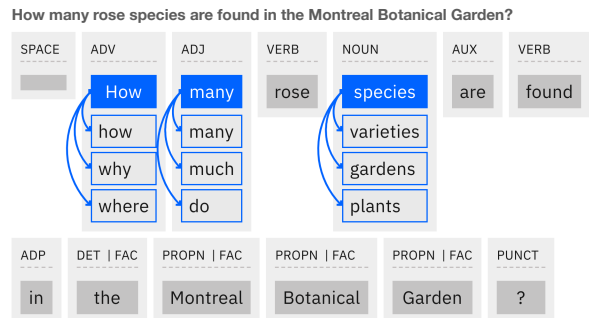 How many rose species are found in the Montreal Botanical Garden?
SPACE ADV ADJ VERB NOUN AUX VERB
How many rose species are found
how many varieties
why much gardens
where do plants
ADP DET | FAC PROPN | FAC PROPN | FAC PROPN | FAC PUNCT
in the Montreal Botanical Garden ?